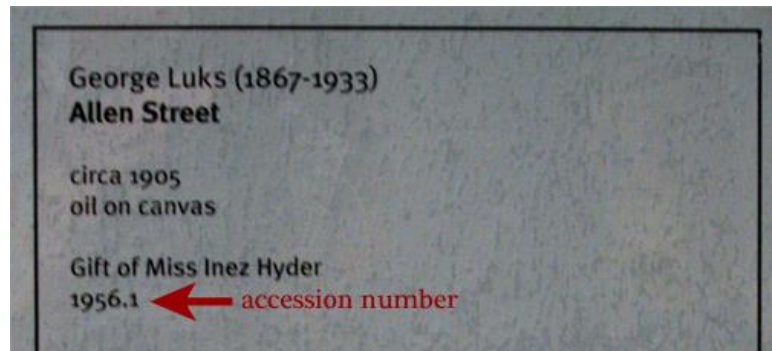 George Luks (1867-1933)
Allen Street
circa 1905
oil on canvas
Gift of Miss Inez Hyder
1956.1 accession number